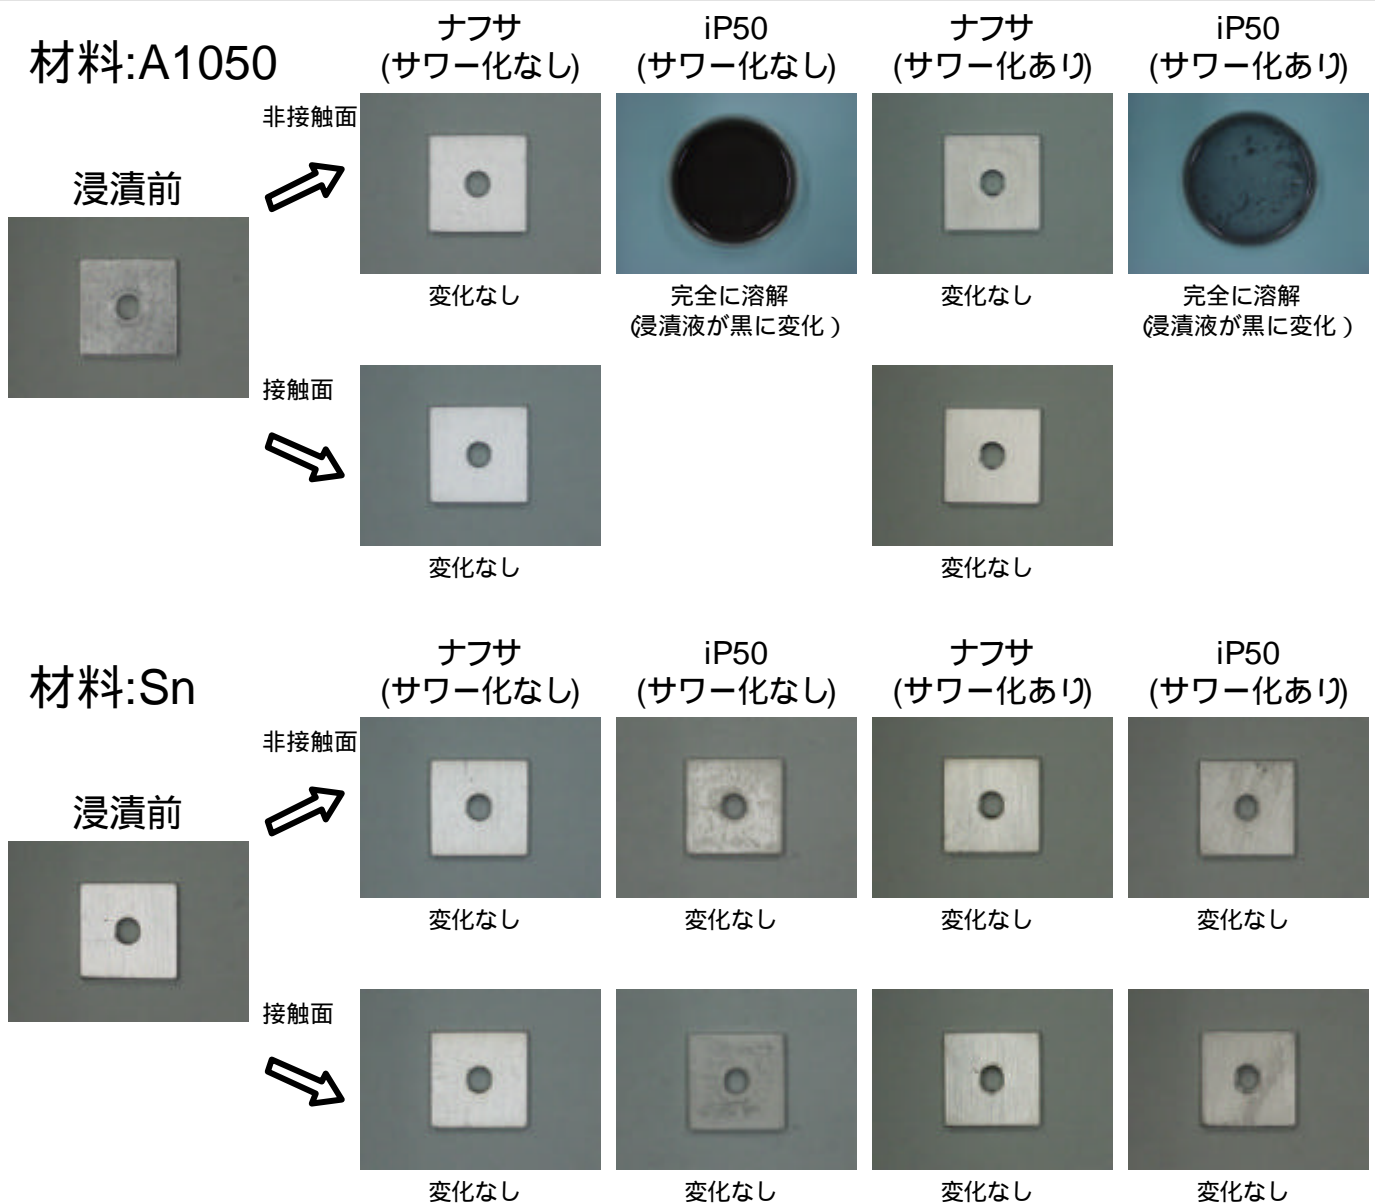 材料:A1050
ナフサ
(サワー化なし)
iP50
(サワー化なし)
ナフサ
(サワー化あり)
iP50
(サワー化あり)
非接触面
浸漬前
変化なし
完全に溶解
(浸漬液が黒に変化)
変化なし
完全に溶解
(浸漬液が黒に変化)
接触面
変化なし
変化なし
材料:Sn
ナフサ
(サワー化なし)
iP50
(サワー化なし)
ナフサ
(サワー化あり)
iP50
(サワー化あり)
非接触面
浸漬前
変化なし
変化なし
変化なし
変化なし
接触面
変化なし
変化なし
変化なし
変化なし